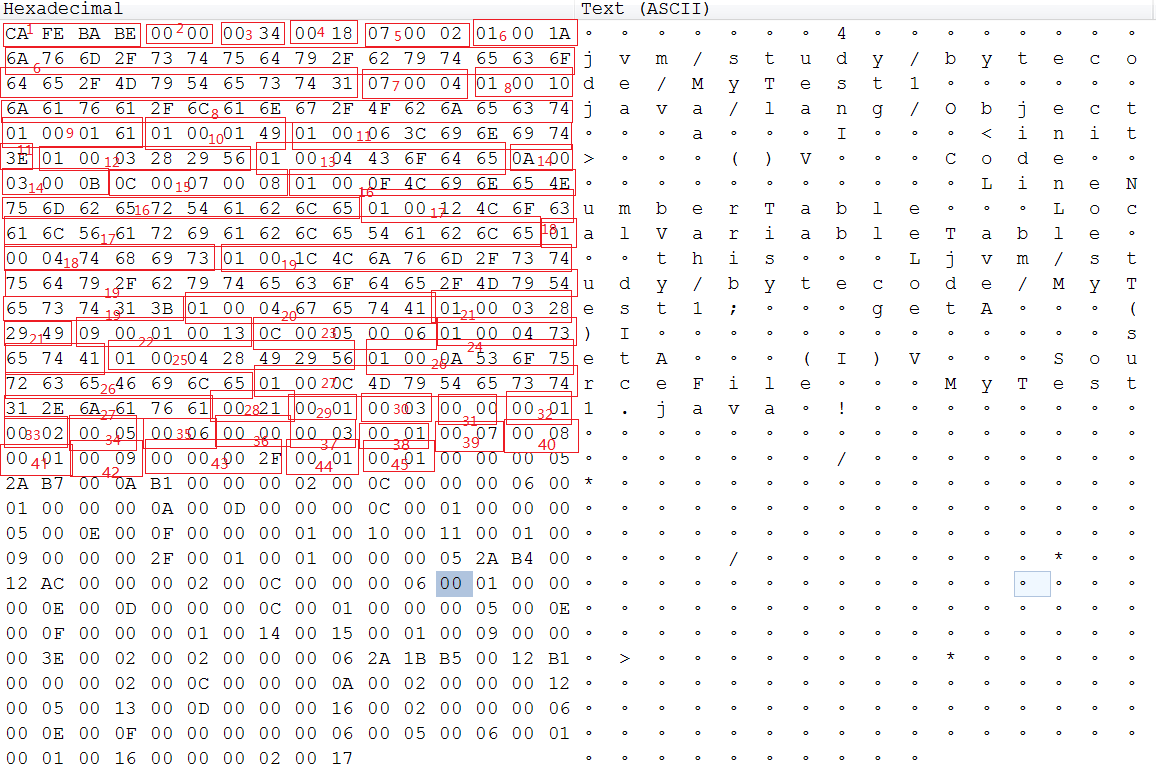 Hexadecimal Text (ASCII)
CA FE BA BE 00 00 00 34 00 18 07 00 02 01 00 1A ∘ ∘ ∘ ∘ ∘ ∘ ∘ 4 ∘ ∘ ∘ ∘ ∘ ∘ ∘ ∘
1 2 3 4 5 6
6A 76 6D 2F 73 74 75 64 79 2F 62 79 74 65 63 6F j v m / s t u d y / b y t e c o
6
64 65 2F 4D 79 54 65 73 74 31 07 00 04 01 00 10 d e / M y T e s t 1 ∘ ∘ ∘ ∘ ∘ ∘
7 8
6A 61 76 61 2F 6C 61 6E 67 2F 4F 62 6A 65 63 74 j a v a / l a n g / O b j e c t
8
01 00 01 61 01 00 01 49 01 00 06 3C 69 6E 69 74 ∘ ∘ ∘ a ∘ ∘ ∘ I ∘ ∘ ∘ < i n i t
9 10 11
3E 01 00 03 28 29 56 01 00 04 43 6F 64 65 0A 00 > ∘ ∘ ∘ ( ) V ∘ ∘ ∘ C o d e ∘ ∘
11 12 13 14
03 00 0B 0C 00 07 00 08 01 00 0F 4C 69 6E 65 4E ∘ ∘ ∘ ∘ ∘ ∘ ∘ ∘ ∘ ∘ ∘ L i n e N
14 15 16
75 6D 62 65 72 54 61 62 6C 65 01 00 12 4C 6F 63 u m b e r T a b l e ∘ ∘ ∘ L o c
16 17
61 6C 56 61 72 69 61 62 6C 65 54 61 62 6C 65 01 a l V a r i a b l e T a b l e ∘
17 18
00 04 74 68 69 73 01 00 1C 4C 6A 76 6D 2F 73 74 ∘ ∘ t h i s ∘ ∘ ∘ L j v m / s t
18 19
75 64 79 2F 62 79 74 65 63 6F 64 65 2F 4D 79 54 u d y / b y t e c o d e / M y T
19
65 73 74 31 3B 01 00 04 67 65 74 41 01 00 03 28 e s t 1 ; ∘ ∘ ∘ g e t A ∘ ∘ ∘ (
19 20 21
29 49 09 00 01 00 13 0C 00 05 00 06 01 00 04 73 ) I ∘ ∘ ∘ ∘ ∘ ∘ ∘ ∘ ∘ ∘ ∘ ∘ ∘ s
21 22 23 24
65 74 41 01 00 04 28 49 29 56 01 00 0A 53 6F 75 e t A ∘ ∘ ∘ ( I ) V ∘ ∘ ∘ S o u
25 26
72 63 65 46 69 6C 65 01 00 0C 4D 79 54 65 73 74 r c e F i l e ∘ ∘ ∘ M y T e s t
26 27
31 2E 6A 61 76 61 00 21 00 01 00 03 00 00 00 01 1 . j a v a ∘ ! ∘ ∘ ∘ ∘ ∘ ∘ ∘ ∘
27 28 29 30 31 32
00 02 00 05 00 06 00 00 00 03 00 01 00 07 00 08 ∘ ∘ ∘ ∘ ∘ ∘ ∘ ∘ ∘ ∘ ∘ ∘ ∘ ∘ ∘ ∘
33 34 35 36 37 38 39 40
00 01 00 09 00 00 00 2F 00 01 00 01 00 00 00 05 ∘ ∘ ∘ ∘ ∘ ∘ ∘ / ∘ ∘ ∘ ∘ ∘ ∘ ∘ ∘
41 42 43 44 45
2A B7 00 0A B1 00 00 00 02 00 0C 00 00 00 06 00 * ∘ ∘ ∘ ∘ ∘ ∘ ∘ ∘ ∘ ∘ ∘ ∘ ∘ ∘ ∘
01 00 00 00 0A 00 0D 00 00 00 0C 00 01 00 00 00 ∘ ∘ ∘ ∘ ∘ ∘ ∘ ∘ ∘ ∘ ∘ ∘ ∘ ∘ ∘ ∘
05 00 0E 00 0F 00 00 00 01 00 10 00 11 00 01 00 ∘ ∘ ∘ ∘ ∘ ∘ ∘ ∘ ∘ ∘ ∘ ∘ ∘ ∘ ∘ ∘
09 00 00 00 2F 00 01 00 01 00 00 00 05 2A B4 00 ∘ ∘ ∘ ∘ / ∘ ∘ ∘ ∘ ∘ ∘ ∘ ∘ * ∘ ∘
12 AC 00 00 00 02 00 0C 00 00 00 06 00 01 00 00 ∘ ∘ ∘ ∘ ∘ ∘ ∘ ∘ ∘ ∘ ∘ ∘ ∘ ∘ ∘ ∘
00 0E 00 0D 00 00 00 0C 00 01 00 00 00 05 00 0E ∘ ∘ ∘ ∘ ∘ ∘ ∘ ∘ ∘ ∘ ∘ ∘ ∘ ∘ ∘ ∘
00 0F 00 00 00 01 00 14 00 15 00 01 00 09 00 00 ∘ ∘ ∘ ∘ ∘ ∘ ∘ ∘ ∘ ∘ ∘ ∘ ∘ ∘ ∘ ∘
00 3E 00 02 00 02 00 00 00 06 2A 1B B5 00 12 B1 ∘ > ∘ ∘ ∘ ∘ ∘ ∘ ∘ ∘ * ∘ ∘ ∘ ∘ ∘
00 00 00 02 00 0C 00 00 00 0A 00 02 00 00 00 12 ∘ ∘ ∘ ∘ ∘ ∘ ∘ ∘ ∘ ∘ ∘ ∘ ∘ ∘ ∘ ∘
00 05 00 13 00 0D 00 00 00 16 00 02 00 00 00 06 ∘ ∘ ∘ ∘ ∘ ∘ ∘ ∘ ∘ ∘ ∘ ∘ ∘ ∘ ∘ ∘
00 0E 00 0F 00 00 00 00 00 06 00 05 00 06 00 01 ∘ ∘ ∘ ∘ ∘ ∘ ∘ ∘ ∘ ∘ ∘ ∘ ∘ ∘ ∘ ∘
00 01 00 16 00 00 00 02 00 17 ∘ ∘ ∘ ∘ ∘ ∘ ∘ ∘ ∘ ∘